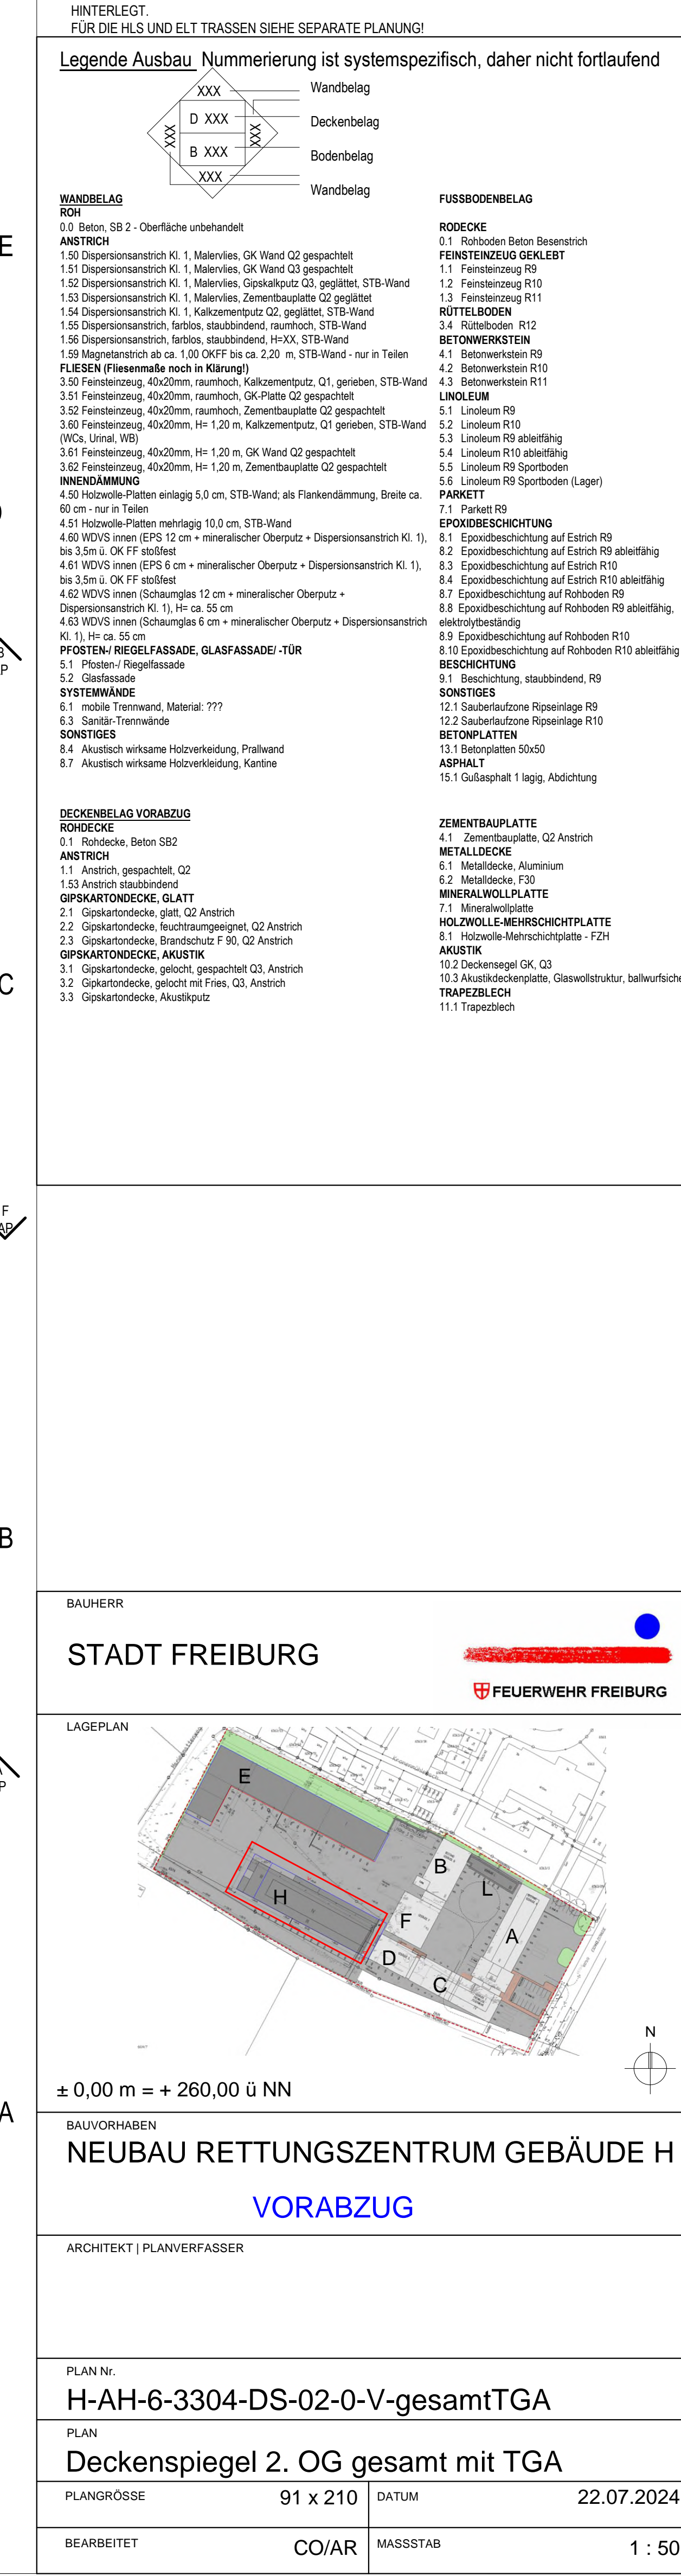 HINTERLEGT.
FÜR DIE HLS UND ELT TRASSEN SIEHE SEPARATE PLANUNG!
Legende Ausbau Nummerierung ist systemspezifisch, daher nicht fortlaufend
XXX
D XXX
B XXX
XXX
XXX
XXX
Wandbelag
Deckenbelag
Bodenbelag
Wandbelag
WANDBELAG
ROH
0.0 Beton, SB 2 - Oberfläche unbehandelt
ANSTRICH
1.50 Dispersionsanstrich Kl. 1, Malervlies, GK Wand Q2 gespachtelt
1.51 Dispersionsanstrich Kl. 1, Malervlies, GK Wand Q3 gespachtelt
1.52 Dispersionsanstrich Kl. 1, Malervlies, Gipskalkputz Q3, geglättet, STB-Wand
1.53 Dispersionsanstrich Kl. 1, Malervlies, Zementbauplatte Q2 geglättet
1.54 Dispersionsanstrich Kl. 1, Kalkzementputz Q2, geglättet, STB-Wand
1.55 Dispersionsanstrich, farblos, staubbindend, raumhoch, STB-Wand
1.56 Dispersionsanstrich, farblos, staubbindend, H=XX, STB-Wand
1.59 Magnetanstrich ab ca. 1,00 OKFF bis ca. 2,20 m, STB-Wand - nur in Teilen
FLIESEN (Fliesenmaße noch in Klärung!)
3.50 Feinsteinzeug, 40x20mm, raumhoch, Kalkzementputz, Q1, gerieben, STB-Wand
3.51 Feinsteinzeug, 40x20mm, raumhoch, GK-Platte Q2 gespachtelt
3.52 Feinsteinzeug, 40x20mm, raumhoch, Zementbauplatte Q2 gespachtelt
3.60 Feinsteinzeug, 40x20mm, H= 1,20 m, Kalkzementputz, Q1 gerieben, STB-Wand
(WCs, Urinal, WB)
3.61 Feinsteinzeug, 40x20mm, H= 1,20 m, GK Wand Q2 gespachtelt
3.62 Feinsteinzeug, 40x20mm, H= 1,20 m, Zementbauplatte Q2 gespachtelt
INNENDÄMMUNG
4.50 Holzwolle-Platten einlagig 5,0 cm, STB-Wand; als Flankendämmung, Breite ca.
60 cm - nur in Teilen
4.51 Holzwolle-Platten mehrlagig 10,0 cm, STB-Wand
4.60 WDVS innen (EPS 12 cm + mineralischer Oberputz + Dispersionsanstrich Kl. 1),
bis 3,5m ü. OK FF stoßfest
4.61 WDVS innen (EPS 6 cm + mineralischer Oberputz + Dispersionsanstrich Kl. 1),
bis 3,5m ü. OK FF stoßfest
4.62 WDVS innen (Schaumglas 12 cm + mineralischer Oberputz +
Dispersionsanstrich Kl. 1), H= ca. 55 cm
4.63 WDVS innen (Schaumglas 6 cm + mineralischer Oberputz + Dispersionsanstrich
Kl. 1), H= ca. 55 cm
PFOSTEN-/ RIEGELFASSADE, GLASFASSADE/ -TÜR
5.1 Pfosten-/ Riegelfassade
5.2 Glasfassade
SYSTEMWÄNDE
6.1 mobile Trennwand, Material: ???
6.3 Sanitär-Trennwände
SONSTIGES
8.4 Akustisch wirksame Holzverkeidung, Prallwand
8.7 Akustisch wirksame Holzverkleidung, Kantine
FUSSBODENBELAG
RODECKE
0.1 Rohboden Beton Besenstrich
FEINSTEINZEUG GEKLEBT
1.1 Feinsteinzeug R9
1.2 Feinsteinzeug R10
1.3 Feinsteinzeug R11
RÜTTELBODEN
3.4 Rüttelboden R12
BETONWERKSTEIN
4.1 Betonwerkstein R9
4.2 Betonwerkstein R10
4.3 Betonwerkstein R11
LINOLEUM
5.1 Linoleum R9
5.2 Linoleum R10
5.3 Linoleum R9 ableitfähig
5.4 Linoleum R10 ableitfähig
5.5 Linoleum R9 Sportboden
5.6 Linoleum R9 Sportboden (Lager)
PARKETT
7.1 Parkett R9
EPOXIDBESCHICHTUNG
8.1 Epoxidbeschichtung auf Estrich R9
8.2 Epoxidbeschichtung auf Estrich R9 ableitfähig
8.3 Epoxidbeschichtung auf Estrich R10
8.4 Epoxidbeschichtung auf Estrich R10 ableitfähig
8.7 Epoxidbeschichtung auf Rohboden R9
8.8 Epoxidbeschichtung auf Rohboden R9 ableitfähig,
elektrolytbeständig
8.9 Epoxidbeschichtung auf Rohboden R10
8.10 Epoxidbeschichtung auf Rohboden R10 ableitfähig
BESCHICHTUNG
9.1 Beschichtung, staubbindend, R9
SONSTIGES
12.1 Sauberlaufzone Ripseinlage R9
12.2 Sauberlaufzone Ripseinlage R10
BETONPLATTEN
13.1 Betonplatten 50x50
ASPHALT
15.1 Gußasphalt 1 lagig, Abdichtung
DECKENBELAG VORABZUG
ROHDECKE
0.1 Rohdecke, Beton SB2
ANSTRICH
1.1 Anstrich, gespachtelt, Q2
1.53 Anstrich staubbindend
GIPSKARTONDECKE, GLATT
2.1 Gipskartondecke, glatt, Q2 Anstrich
2.2 Gipskartondecke, feuchtraumgeeignet, Q2 Anstrich
2.3 Gipskartondecke, Brandschutz F 90, Q2 Anstrich
GIPSKARTONDECKE, AKUSTIK
3.1 Gipskartondecke, gelocht, gespachtelt Q3, Anstrich
3.2 Gipkartondecke, gelocht mit Fries, Q3, Anstrich
3.3 Gipskartondecke, Akustikputz
ZEMENTBAUPLATTE
4.1 Zementbauplatte, Q2 Anstrich
METALLDECKE
6.1 Metalldecke, Aluminium
6.2 Metalldecke, F30
MINERALWOLLPLATTE
7.1 Mineralwollplatte
HOLZWOLLE-MEHRSCHICHTPLATTE
8.1 Holzwolle-Mehrschichtplatte - FZH
AKUSTIK
10.2 Deckensegel GK, Q3
10.3 Akustikdeckenplatte, Glaswollstruktur, ballwurfsiche
TRAPEZBLECH
11.1 Trapezblech
E
C
F
AP
B
A
BAUHERR
STADT FREIBURG
FEUERWEHR FREIBURG
LAGEPLAN
E
B
L
H
F
A
D
C
N
± 0,00 m = + 260,00 ü NN
BAUVORHABEN
NEUBAU RETTUNGSZENTRUM GEBÄUDE H
VORABZUG
ARCHITEKT | PLANVERFASSER
PLAN Nr.
H-AH-6-3304-DS-02-0-V-gesamtTGA
PLAN
Deckenspiegel 2. OG gesamt mit TGA
PLANGRÖSSE 91 x 210 DATUM 22.07.2024
BEARBEITET CO/AR MASSSTAB 1 : 50